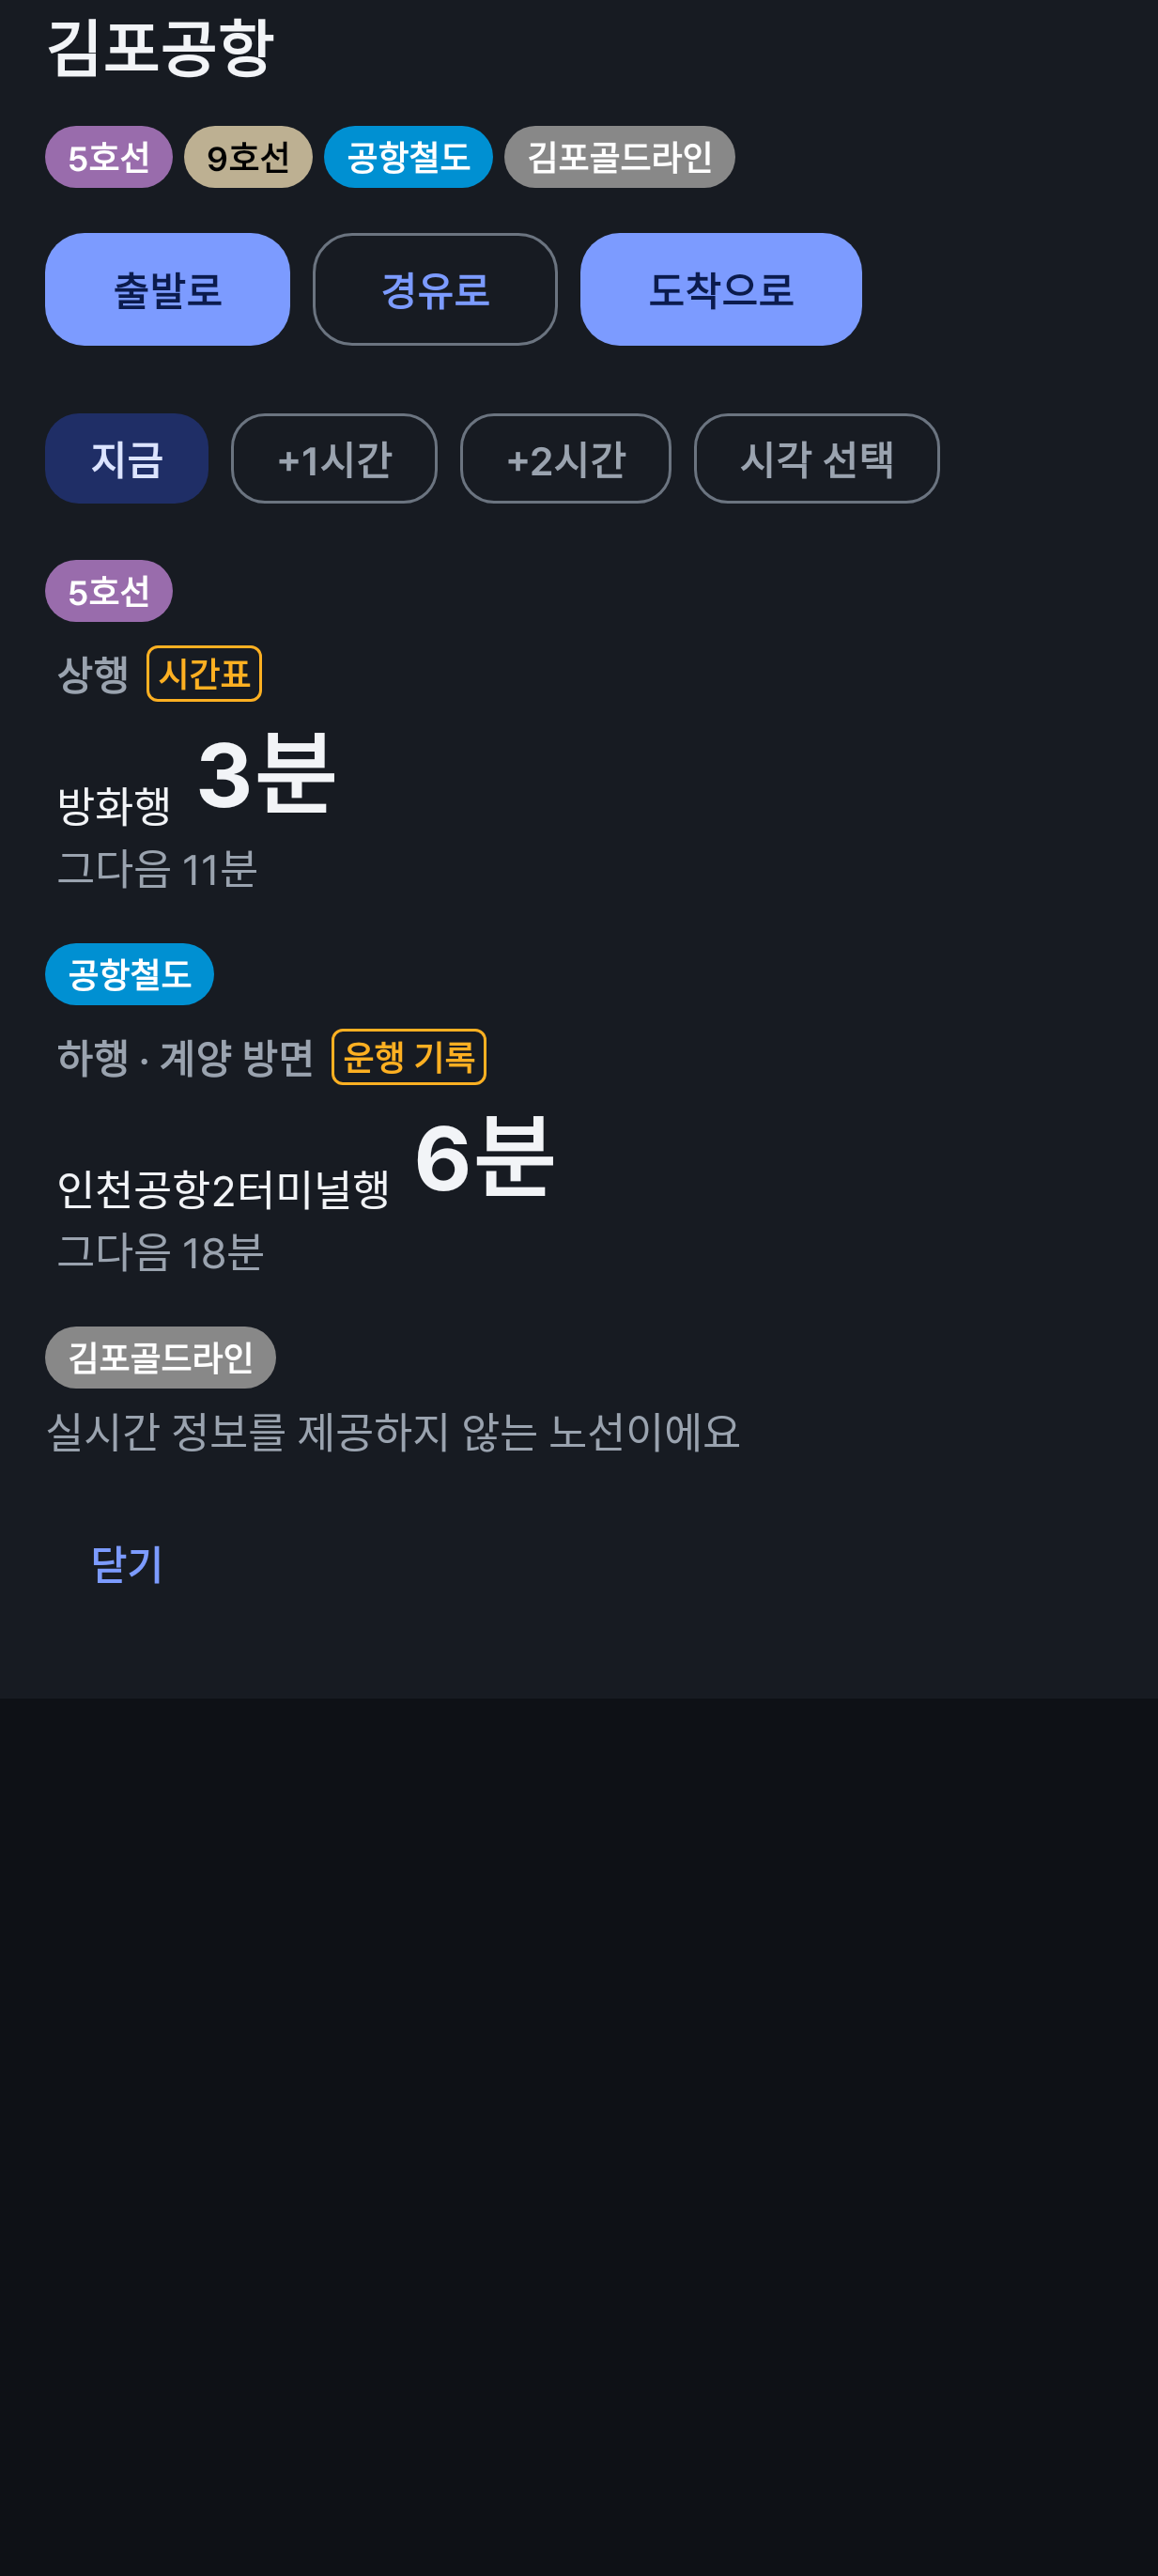 김포공항
5호선 9호선 공항철도 김포골드라인
출발로 경유로 도착으로
지금 +1시간 +2시간 시각 선택
5호선
상행 시간표
방화행 3분
그다음 11분
공항철도
하행 · 계양 방면 운행 기록
인천공항2터미널행 6분
그다음 18분
김포골드라인
실시간 정보를 제공하지 않는 노선이에요
닫기